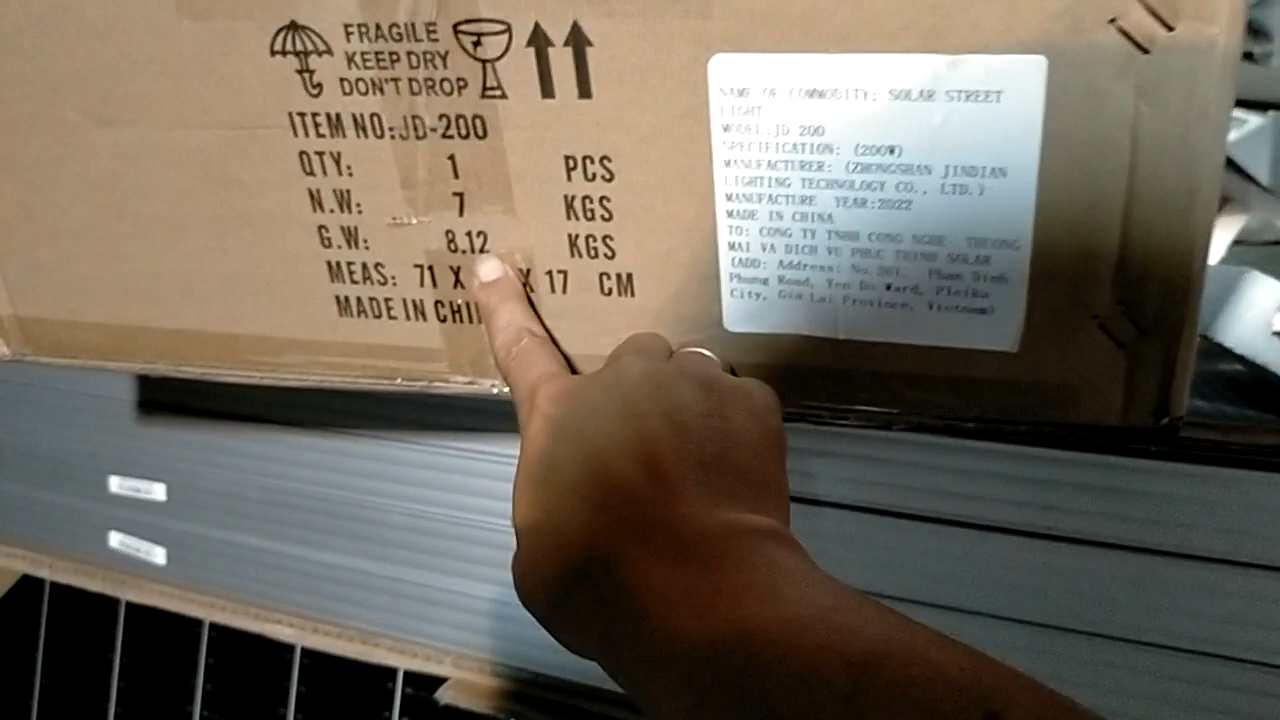 FRAGILE
KEEP DRY
DON'T DROP
ITEM NO:JD-200
QTY: 1 PCS
N.W: 7 KGS
G.W: 8.12 KGS
MEAS: 71 X X 17 CM
MADE IN
NAME OF COMMODITY: SOLAR STREET
LIGHT
MODEL:JD 200
SPECIFICATION: (200W)
MANUFACTURER: (ZHONGSHAN JINDIAN
LIGHTING TECHNOLOGY CO., LTD.)
MANUFACTURE YEAR:2022
MADE IN CHINA
TO: CONG TY TNHH CONG NGHE THUONG
MAI VA DICH VU PHUC THINH SOLAR
(ADD: Address: No. 261, Phan Dinh
Phung Road, Yen Do Ward, Pleiku
City, Gia Lai Province, Vietnam)